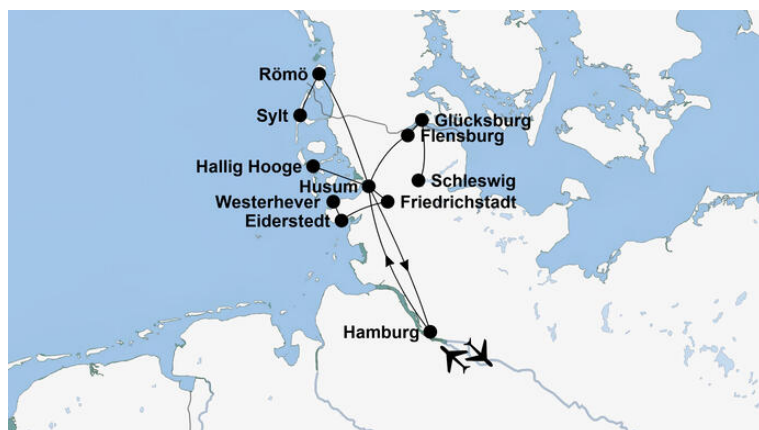 Römö
Sylt
Glücksburg
Flensburg
Hallig Hooge
Husum
Schleswig
Westerhever
Friedrichstadt
Eiderstedt
Hamburg